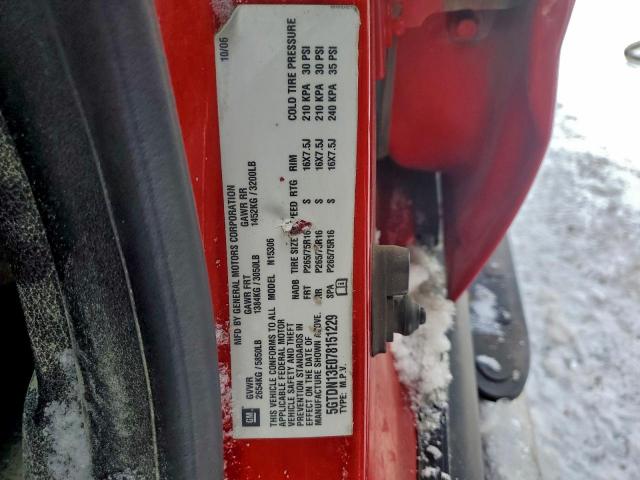 MFD BY GENERAL MOTORS CORPORATION
10/06
GM
GVWR GAWR FRT GAWR RR
2654KG / 5850LB 1384KG / 3050LB 1452KG / 3200LB
THIS VEHICLE CONFORMS TO ALL
APPLICABLE FEDERAL MOTOR
VEHICLE SAFETY AND THEFT
PREVENTION STANDARDS IN
EFFECT ON THE DATE OF
MANUFACTURE SHOWN ABOVE.
5GTDN13E078151229
TYPE: M.P.V.
MODEL N15306
NADB TIRE SIZE SPEED RTG RIM COLD TIRE PRESSURE
FRT P265/75R16 S 16X7.5J 210 KPA 30 PSI
RR P265/75R16 S 16X7.5J 210 KPA 30 PSI
SPA P265/75R16 S 16X7.5J 240 KPA 35 PSI